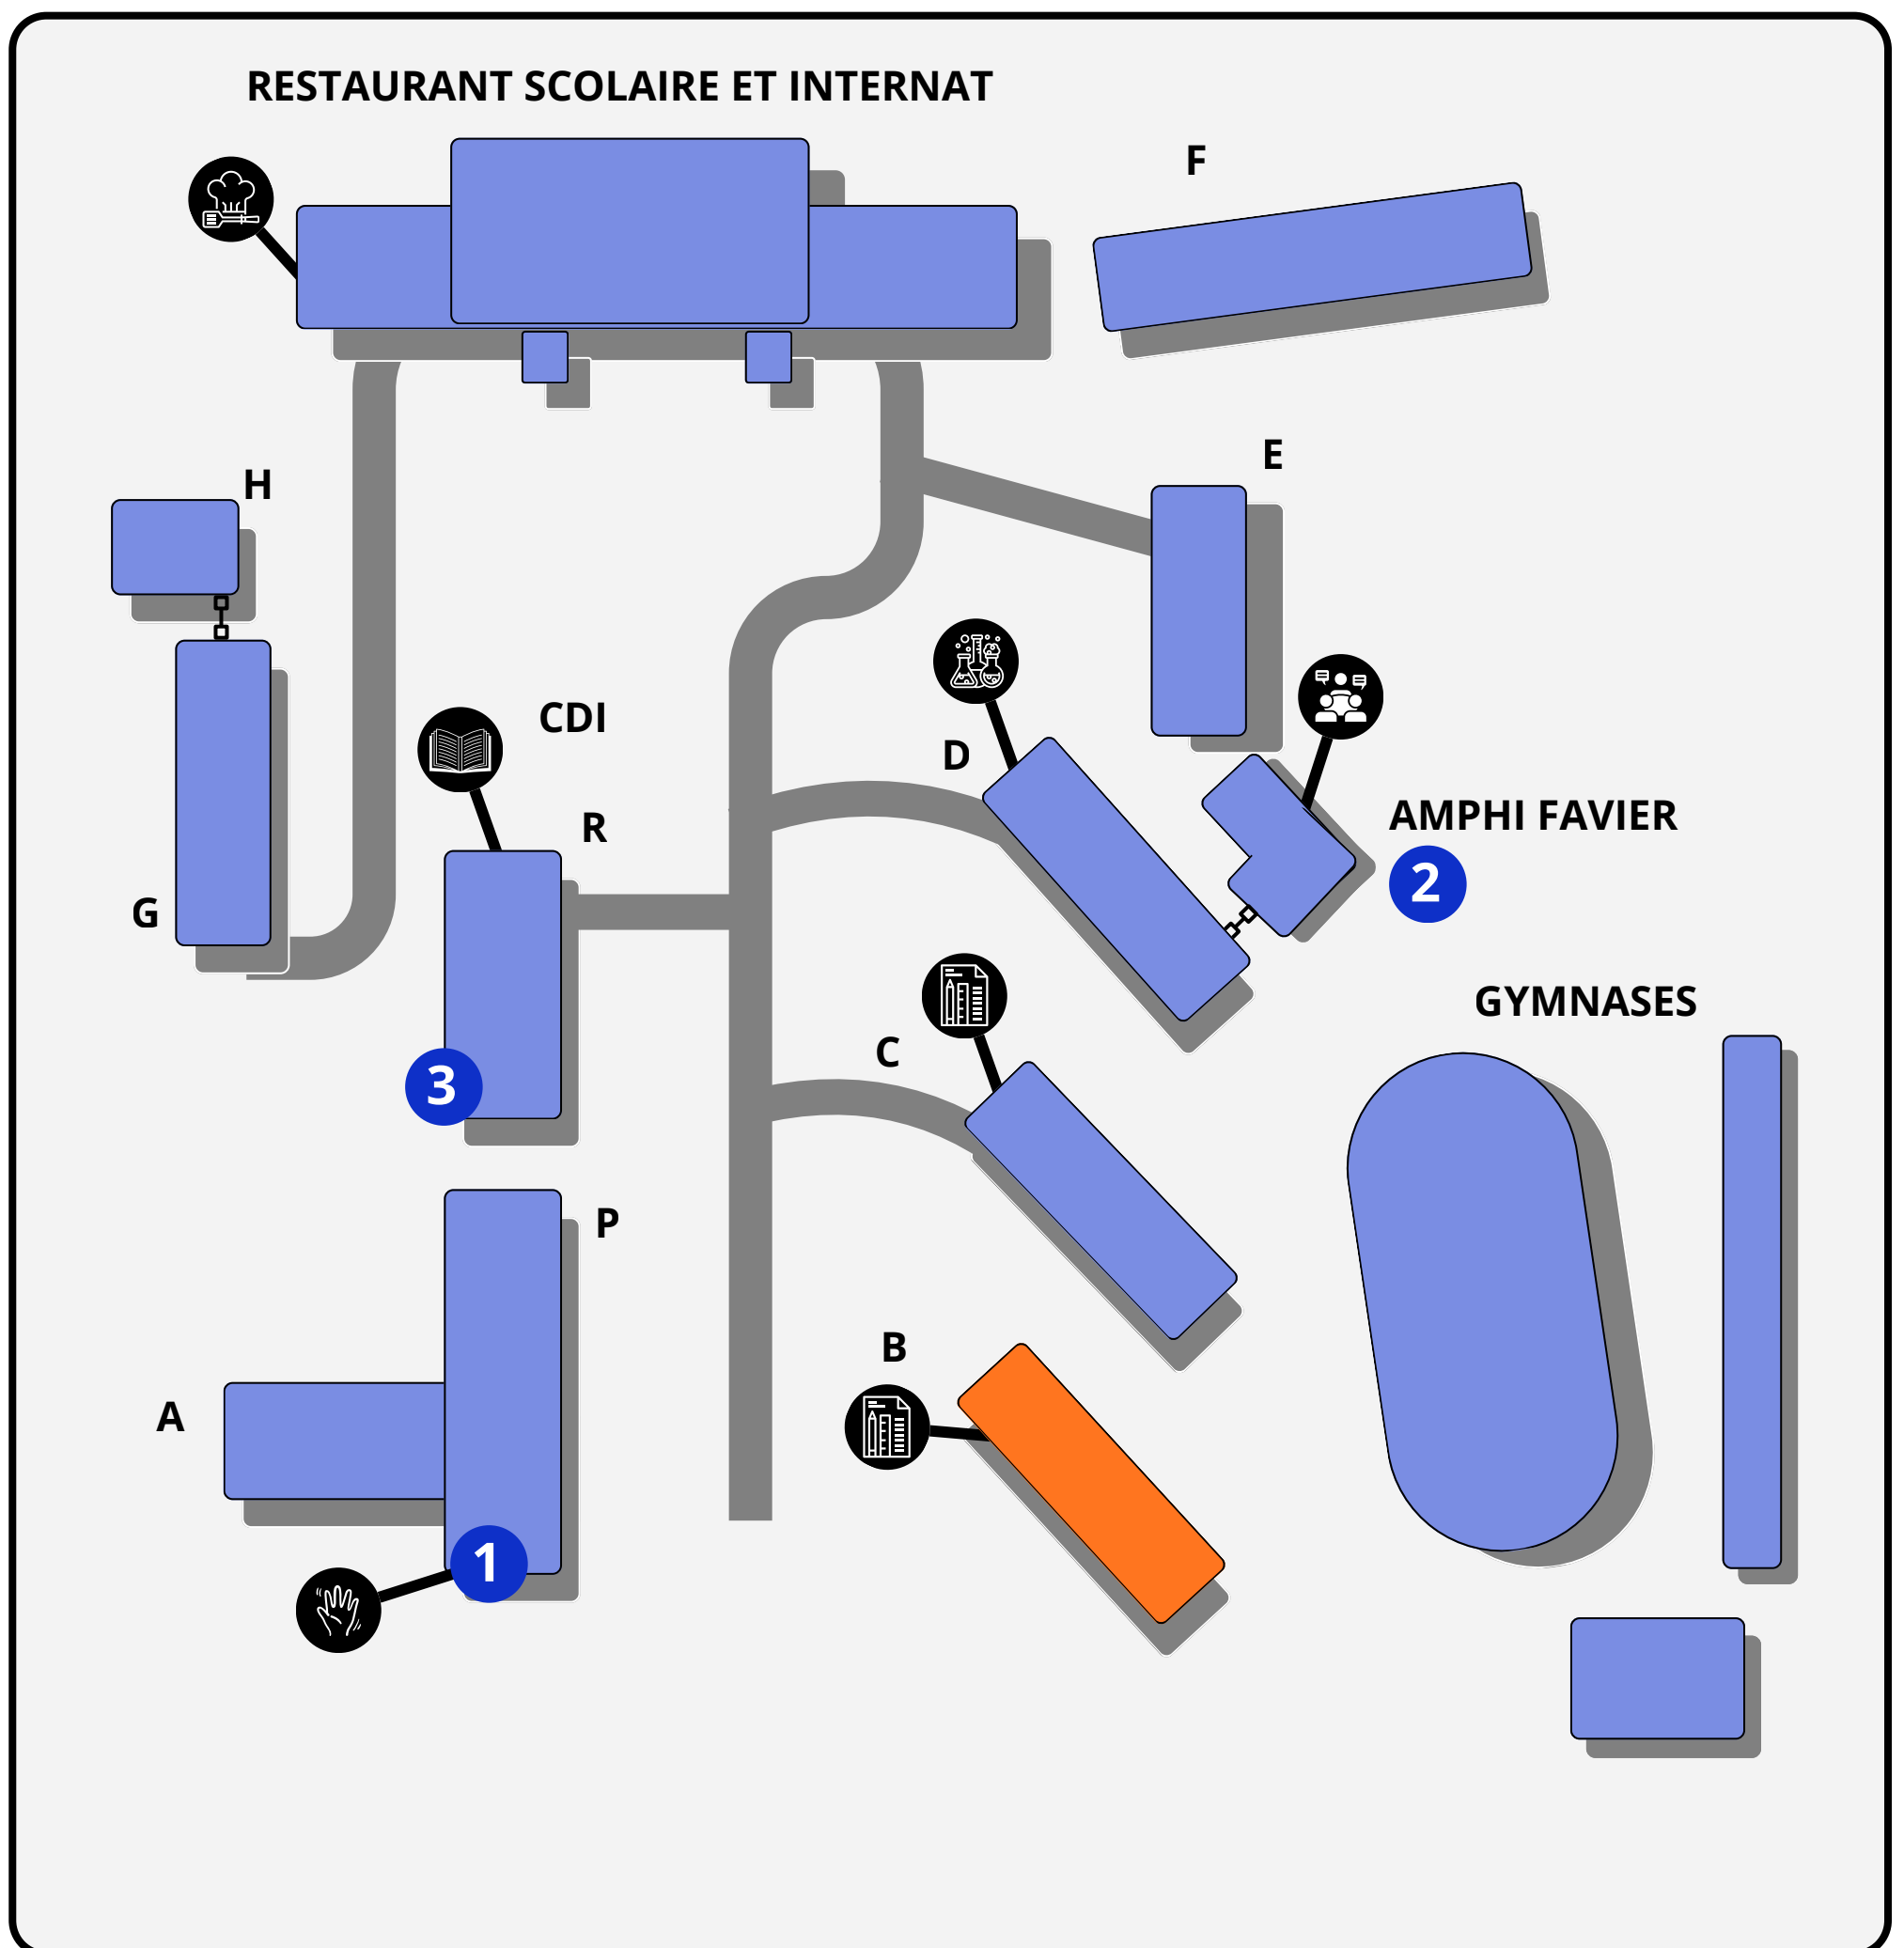 RESTAURANT SCOLAIRE ET INTERNAT
F
E
H
CDI
D
AMPHI FAVIER
R
2
G
GYMNASES
C
3
P
B
A
1